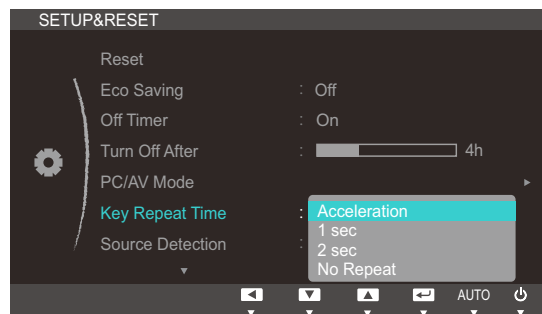 SETUP&RESET
Reset
Eco Saving : Off
Off Timer : On
Turn Off After : 4h
PC/AV Mode
Key Repeat Time : Acceleration
1 sec
Source Detection : 2 sec
No Repeat
AUTO